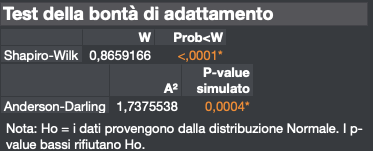 Test della bontà di adattamento
W Prob<W
Shapiro-Wilk 0,8659166 <,0001*
A² P-value simulato
Anderson-Darling 1,7375538 0,0004*
Nota: Ho = i dati provengono dalla distribuzione Normale. I p-
value bassi rifiutano Ho.